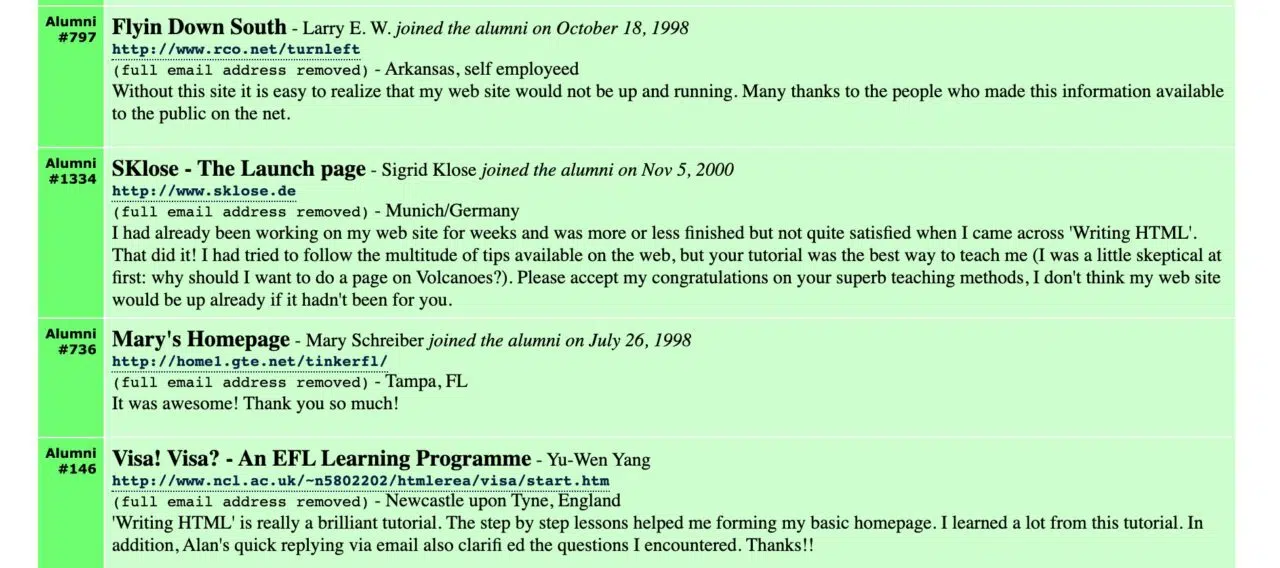 Alumni
#797
Flyin Down South - Larry E. W. joined the alumni on October 18, 1998
http://www.rco.net/turnleft
(full email address removed) - Arkansas, self employeed
Without this site it is easy to realize that my web site would not be up and running. Many thanks to the people who made this information available
to the public on the net.
Alumni
#1334
SKlose - The Launch page - Sigrid Klose joined the alumni on Nov 5, 2000
http://www.sklose.de
(full email address removed) - Munich/Germany
I had already been working on my web site for weeks and was more or less finished but not quite satisfied when I came across 'Writing HTML'.
That did it! I had tried to follow the multitude of tips available on the web, but your tutorial was the best way to teach me (I was a little skeptical at
first: why should I want to do a page on Volcanoes?). Please accept my congratulations on your superb teaching methods, I don't think my web site
would be up already if it hadn't been for you.
Alumni
#736
Mary's Homepage - Mary Schreiber joined the alumni on July 26, 1998
http://home1.gte.net/tinkerfl/
(full email address removed) - Tampa, FL
It was awesome! Thank you so much!
Alumni
#146
Visa! Visa? - An EFL Learning Programme - Yu-Wen Yang
http://www.ncl.ac.uk/~n5802202/htmlerea/visa/start.htm
(full email address removed) - Newcastle upon Tyne, England
'Writing HTML' is really a brilliant tutorial. The step by step lessons helped me forming my basic homepage. I learned a lot from this tutorial. In
addition, Alan's quick replying via email also clarifi ed the questions I encountered. Thanks!!